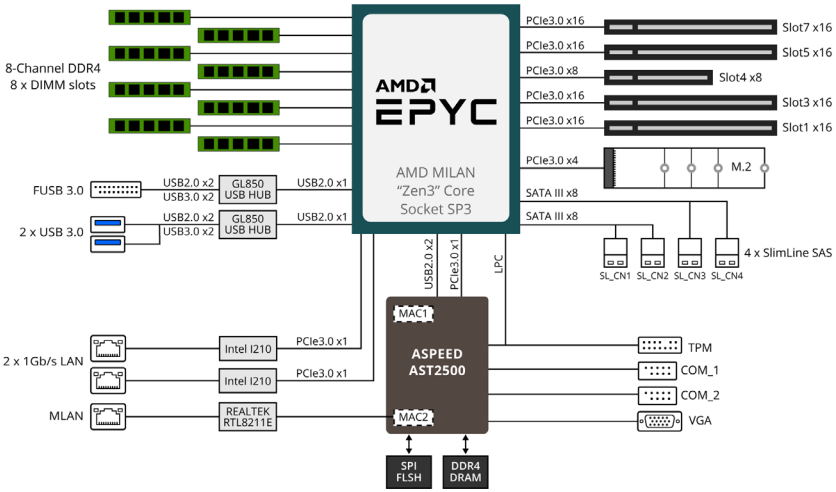 8-Channel DDR4
8 x DIMM slots
AMD
EPYC
AMD MILAN
“Zen3” Core
Socket SP3
PCIe3.0 x16
Slot7 x16
PCIe3.0 x16
Slot5 x16
PCIe3.0 x8
Slot4 x8
PCIe3.0 x16
Slot3 x16
PCIe3.0 x16
Slot1 x16
PCIe3.0 x4
M.2
SATA III x8
SATA III x8
SL_CN1
SL_CN2
SL_CN3
SL_CN4
4 x SlimLine SAS
FUSB 3.0
USB2.0 x2
USB3.0 x2
GL850
USB HUB
USB2.0 x1
2 x USB 3.0
USB2.0 x2
USB3.0 x2
GL850
USB HUB
USB2.0 x1
USB2.0 x2
PCIe3.0 x1
LPC
2 x 1Gb/s LAN
Intel I210
PCIe3.0 x1
Intel I210
PCIe3.0 x1
MLAN
REALTEK
RTL8211E
MAC1
ASPEED
AST2500
MAC2
SPI
FLSH
DDR4
DRAM
TPM
COM_1
COM_2
VGA